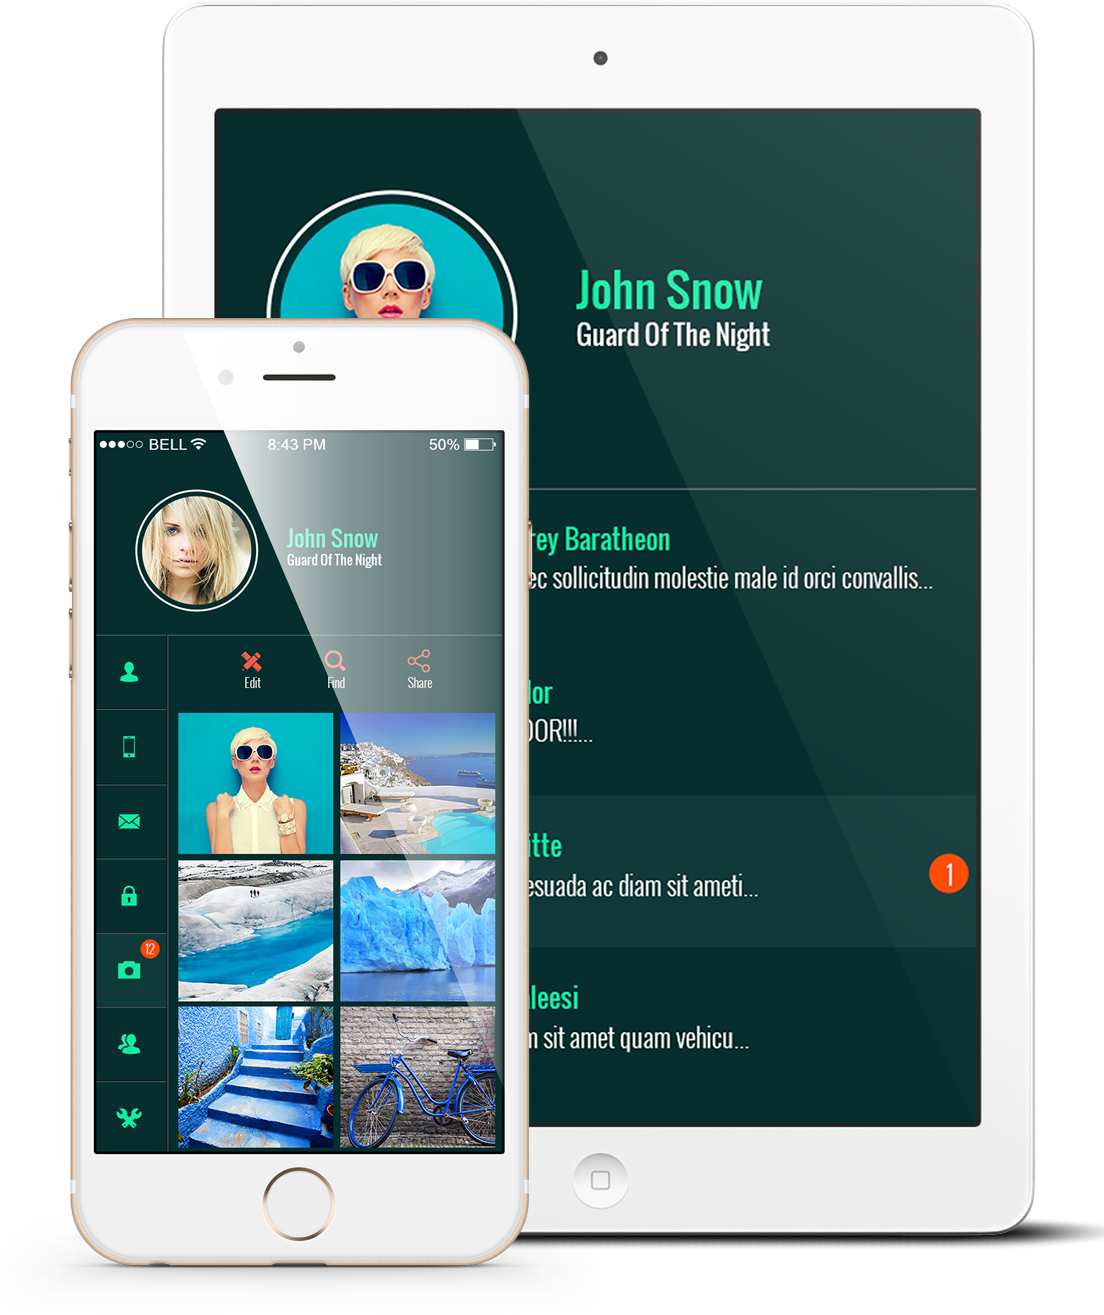 John Snow
Guard Of The Night
rey Baratheon
ec sollicitudin molestie male id orci convallis...
lor
OOR!!!...
itte
1
esuada ac diam sit ameti...
leesi
n sit amet quam vehicu...
BELL 8:43 PM 50%
John Snow
Guard Of The Night
Edit Find Share
12